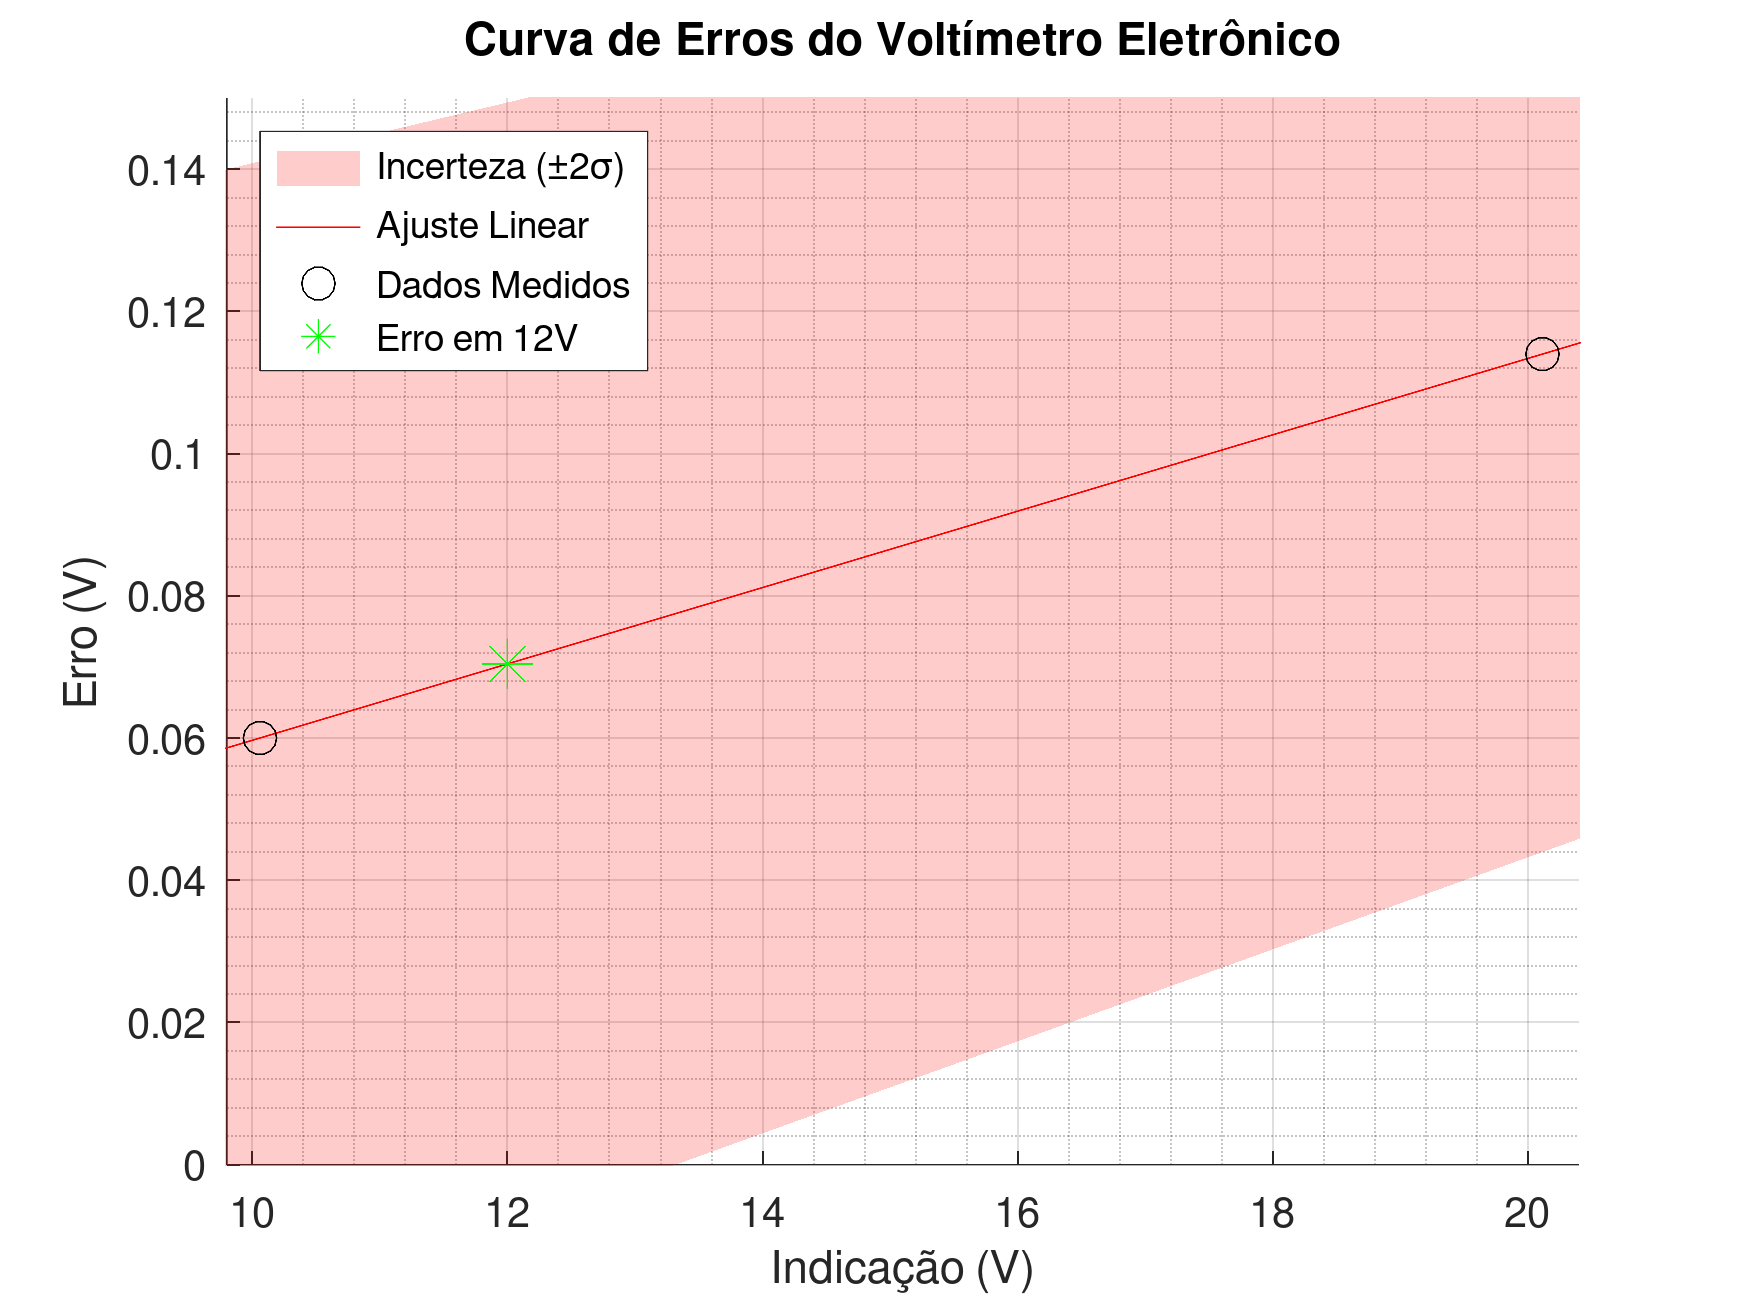 Curva de Erros do Voltímetro Eletrônico
Incerteza (±2σ)
Ajuste Linear
Dados Medidos
Erro em 12V
Erro (V)
0.14
0.12
0.1
0.08
0.06
0.04
0.02
0
10 12 14 16 18 20
Indicação (V)